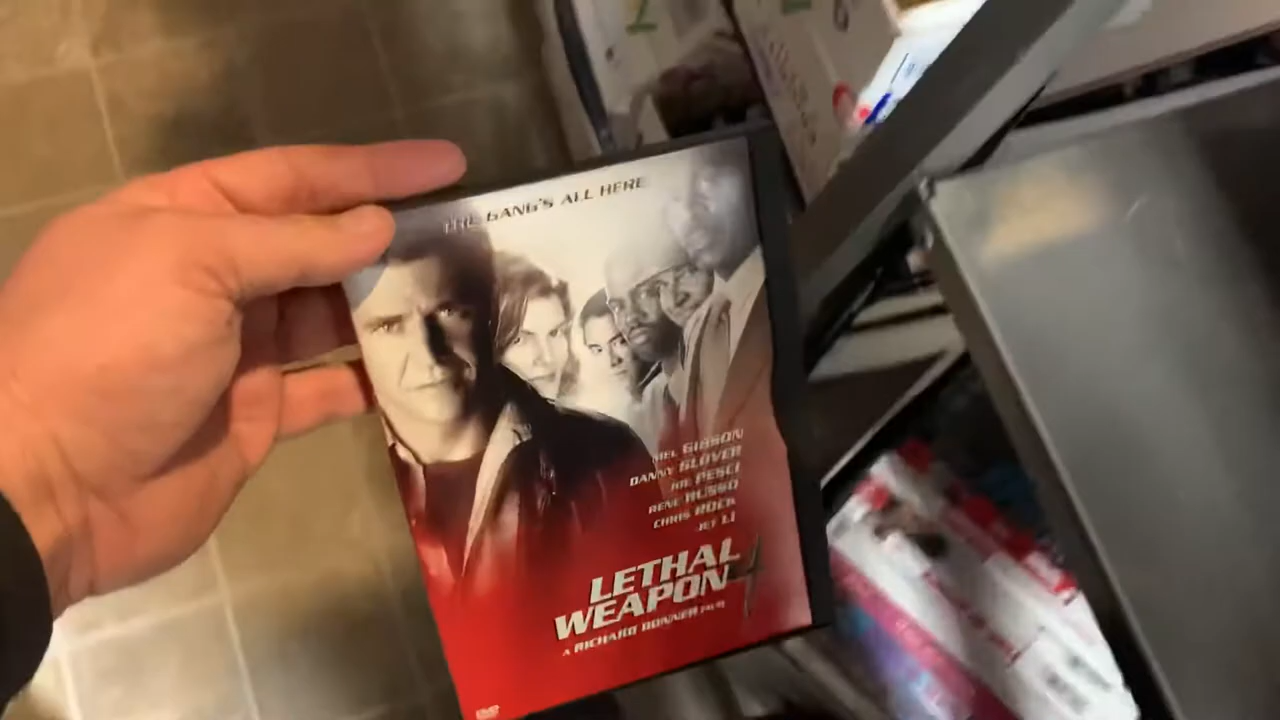 THE GANG'S ALL HERE
MEL GIBSON
DANNY GLOVER
JOE PESCI
RENE RUSSO
CHRIS ROCK
JET LI
LETHAL
WEAPON 4
A RICHARD DONNER FILM
DVD